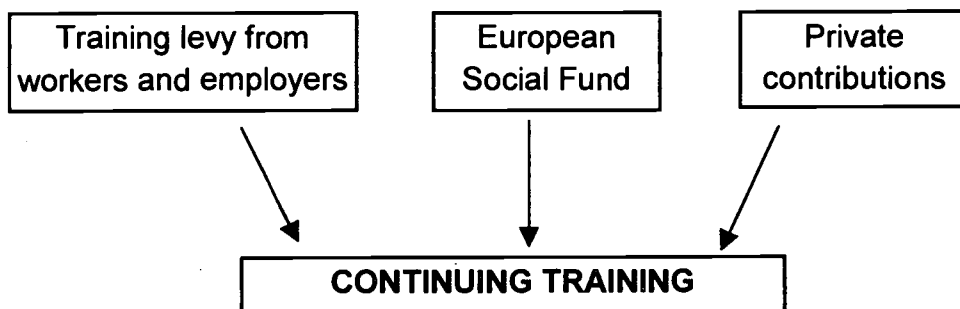 Training levy from
workers and employers
European
Social Fund
Private
contributions
CONTINUING TRAINING